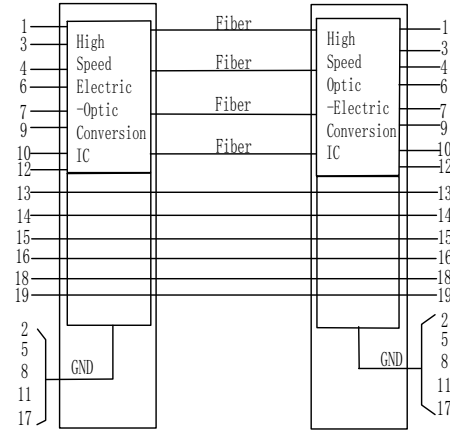 1
3
4
6
7
9
10
12
13
14
15
16
18
19
2
5
8
11
17
High
Speed
Electric
-Optic
Conversion
IC
GND
Fiber
Fiber
Fiber
Fiber
High
Speed
Optic
-Electric
Conversion
IC
GND
1
3
4
6
7
9
10
12
13
14
15
16
18
19
2
5
8
11
17